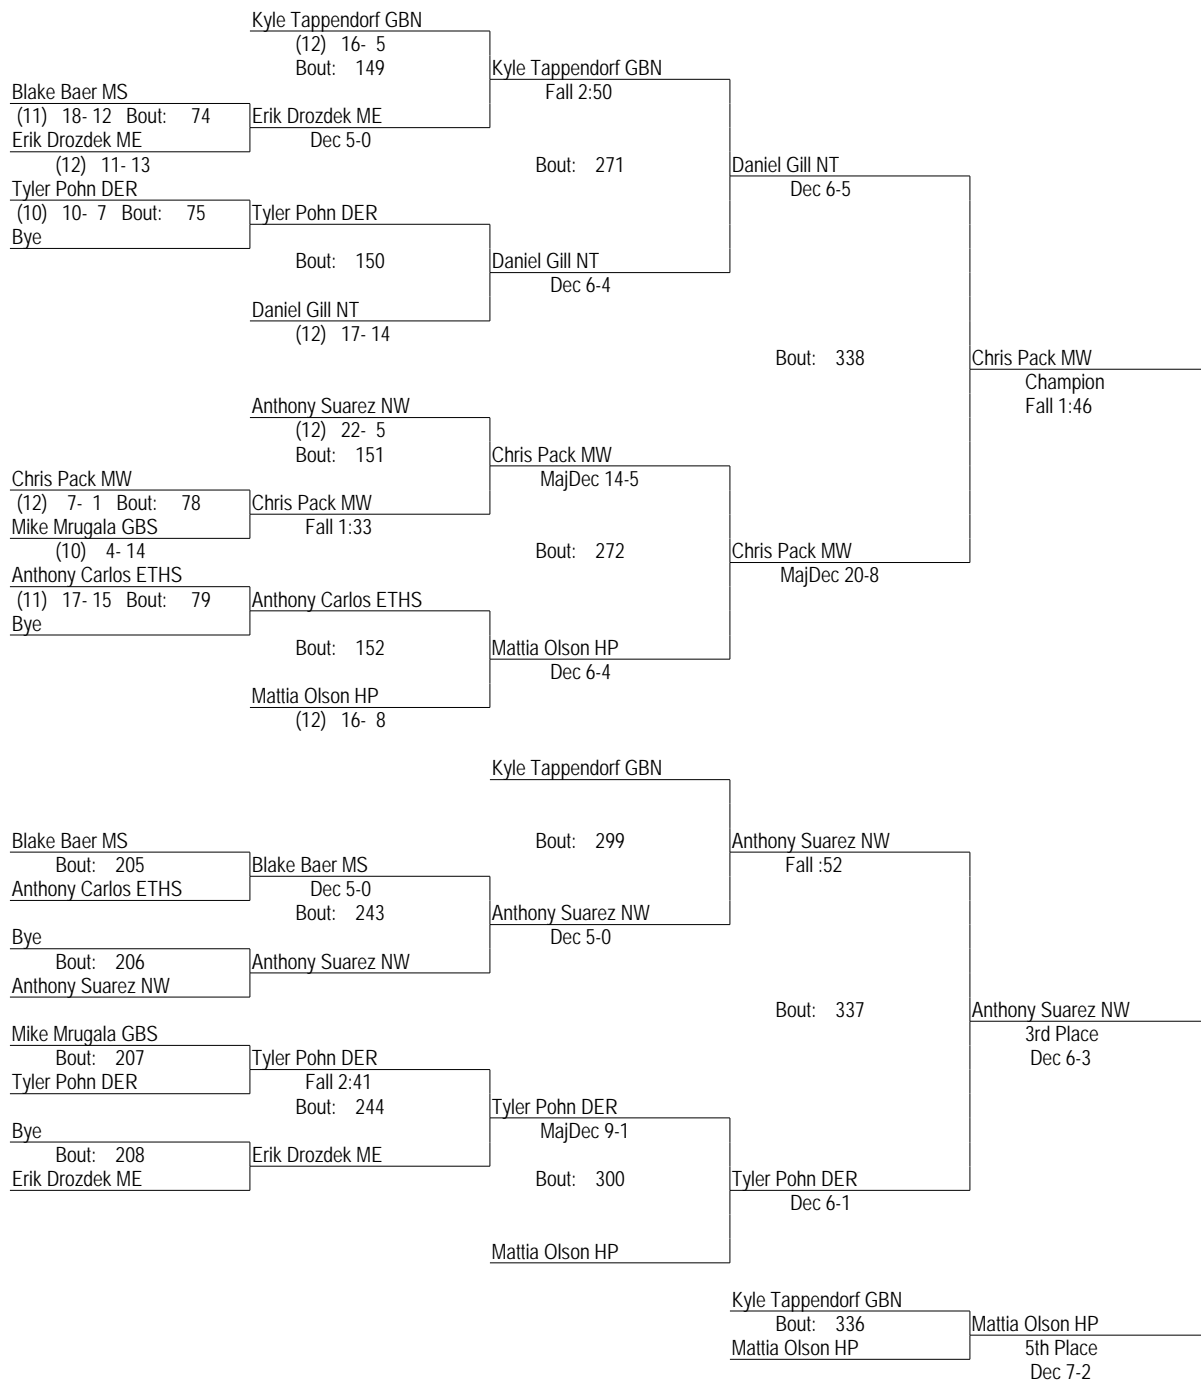 Kyle Tappendorf GBN
(12) 16- 5
Bout: 149
Kyle Tappendorf GBN
Fall 2:50
Blake Baer MS
(11) 18- 12 Bout: 74
Erik Drozdek ME
Erik Drozdek ME
Dec 5-0
(12) 11- 13
Bout: 271
Daniel Gill NT
Dec 6-5
Tyler Pohn DER
(10) 10- 7 Bout: 75
Tyler Pohn DER
Bye
Bout: 150
Daniel Gill NT
Dec 6-4
Daniel Gill NT
(12) 17- 14
Bout: 338
Chris Pack MW
Champion
Fall 1:46
Anthony Suarez NW
(12) 22- 5
Bout: 151
Chris Pack MW
MajDec 14-5
Chris Pack MW
(12) 7- 1 Bout: 78
Chris Pack MW
Mike Mrugala GBS
Fall 1:33
(10) 4- 14
Bout: 272
Chris Pack MW
MajDec 20-8
Anthony Carlos ETHS
(11) 17- 15 Bout: 79
Anthony Carlos ETHS
Bye
Bout: 152
Mattia Olson HP
Dec 6-4
Mattia Olson HP
(12) 16- 8
Kyle Tappendorf GBN
Bout: 299
Anthony Suarez NW
Fall :52
Blake Baer MS
Bout: 205
Blake Baer MS
Anthony Carlos ETHS
Dec 5-0
Bout: 243
Anthony Suarez NW
Dec 5-0
Bye
Bout: 206
Anthony Suarez NW
Anthony Suarez NW
Bout: 337
Anthony Suarez NW
3rd Place
Dec 6-3
Mike Mrugala GBS
Bout: 207
Tyler Pohn DER
Tyler Pohn DER
Fall 2:41
Bout: 244
Tyler Pohn DER
MajDec 9-1
Bye
Bout: 208
Erik Drozdek ME
Erik Drozdek ME
Bout: 300
Tyler Pohn DER
Dec 6-1
Mattia Olson HP
Kyle Tappendorf GBN
Bout: 336
Mattia Olson HP
Mattia Olson HP
5th Place
Dec 7-2